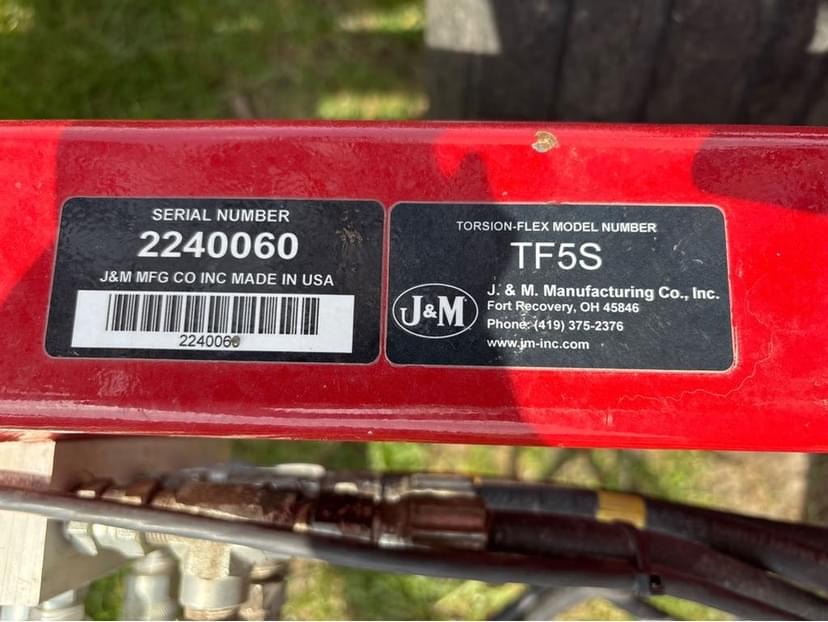 SERIAL NUMBER
2240060
J&M MFG CO INC MADE IN USA
2240060
TORSION-FLEX MODEL NUMBER
TF5S
J&M
J. & M. Manufacturing Co., Inc.
Fort Recovery, OH 45846
Phone: (419) 375-2376
www.jm-inc.com